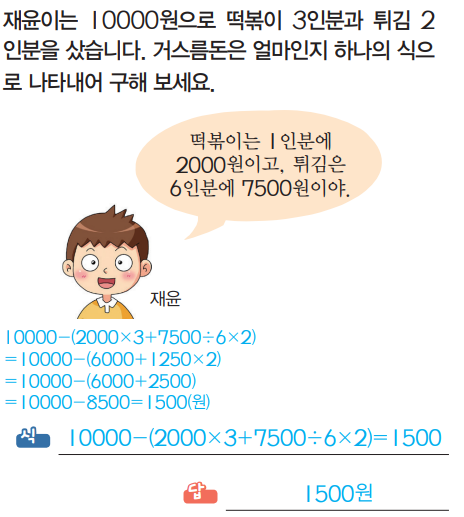 재윤이는 10000원으로 떡볶이 3인분과 튀김 2
인분을 샀습니다. 거스름돈은 얼마인지 하나의 식으
로 나타내어 구해 보세요.
떡볶이는 1인분에
2000원이고, 튀김은
6인분에 7500원이야.
재윤
10000-(2000×3+7500÷6×2)
=10000-(6000+1250×2)
=10000-(6000+2500)
=10000-8500=1500(원)
식 10000-(2000×3+7500÷6×2)=1500
답 1500원